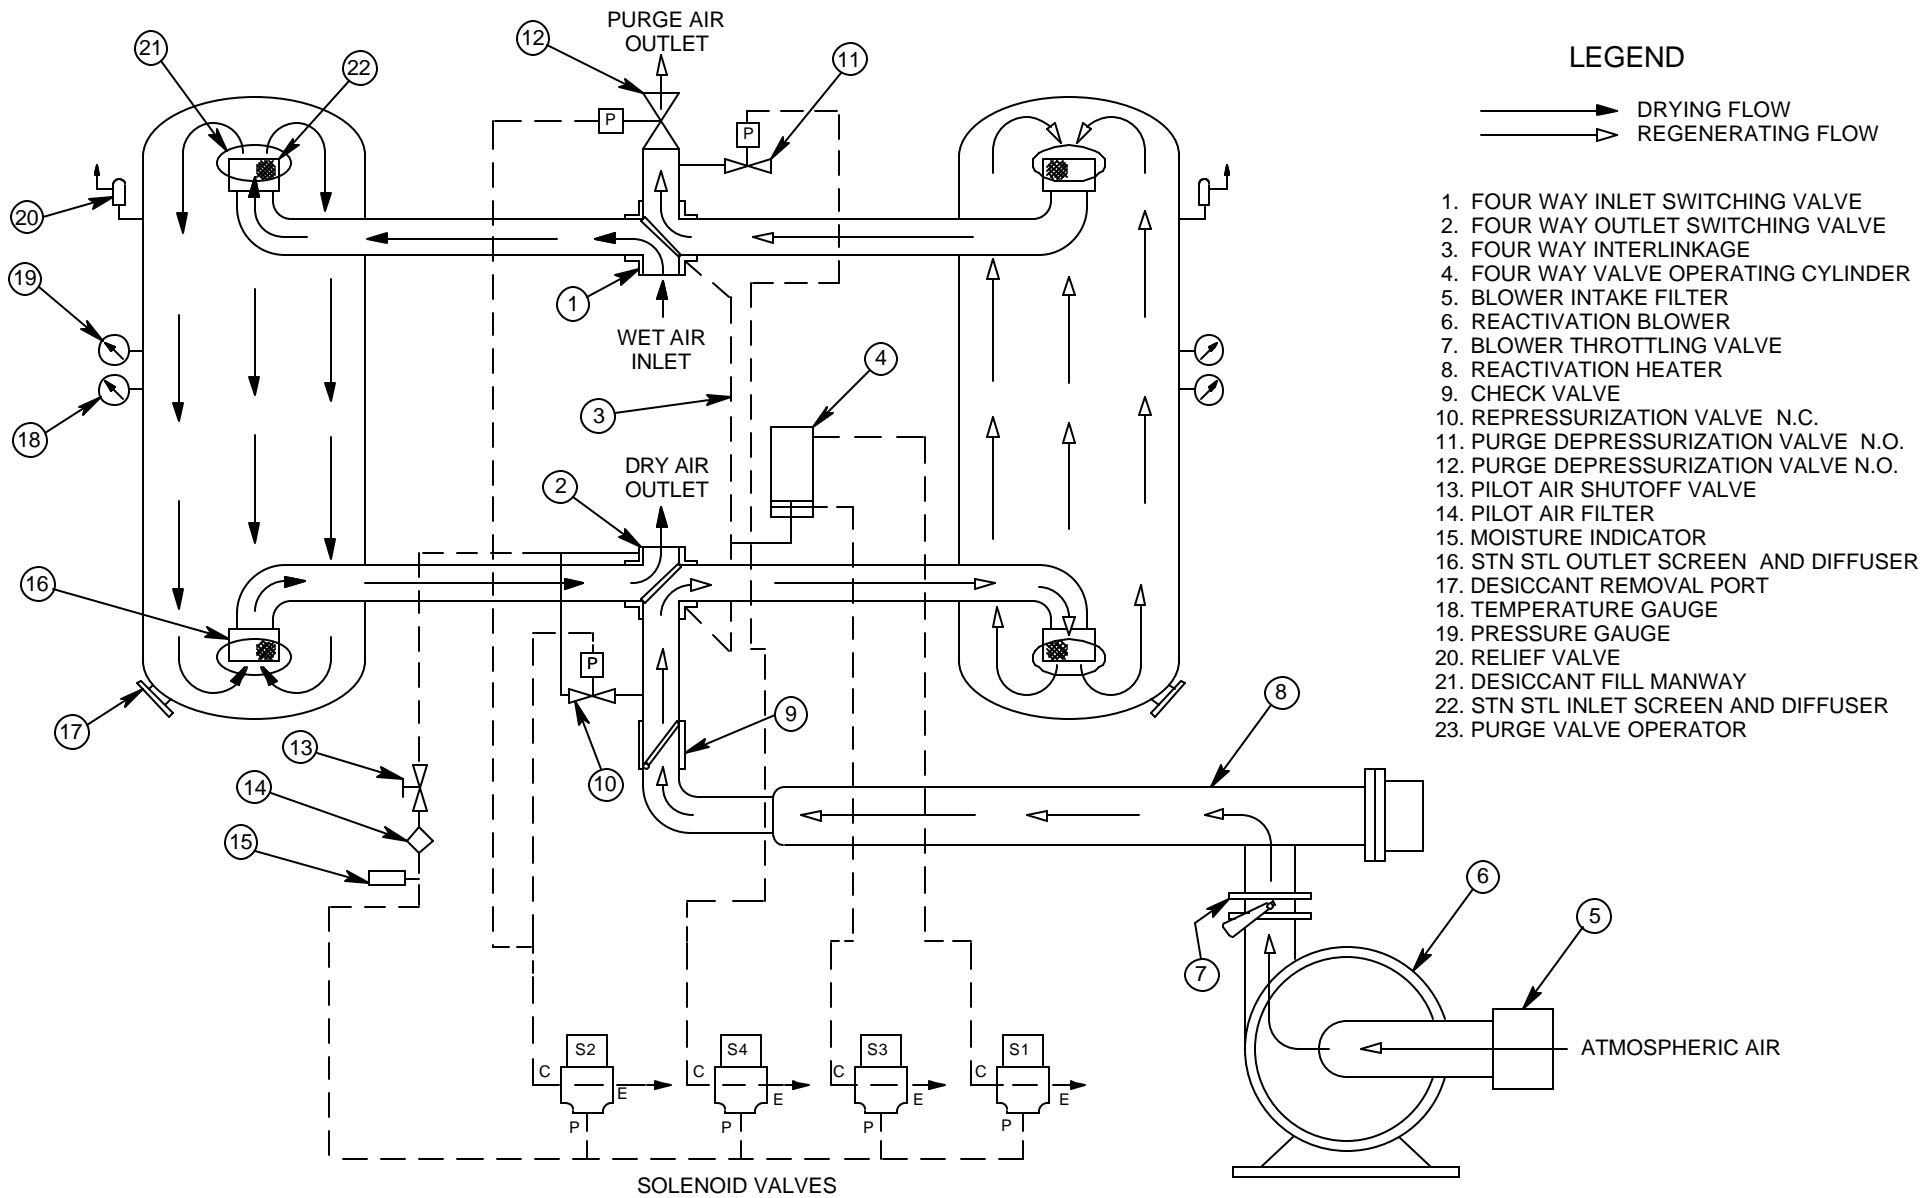 PURGE AIR
OUTLET
12
11
21
22
P
P
20
19
18
1
WET AIR
INLET
3
4
DRY AIR
OUTLET
2
16
17
P
9
10
13
14
15
8
7
6
5
ATMOSPHERIC AIR
S2
C
E
P
S4
C
E
P
S3
C
E
P
S1
C
E
P
SOLENOID VALVES
LEGEND
DRYING FLOW
REGENERATING FLOW
1. FOUR WAY INLET SWITCHING VALVE
2. FOUR WAY OUTLET SWITCHING VALVE
3. FOUR WAY INTERLINKAGE
4. FOUR WAY VALVE OPERATING CYLINDER
5. BLOWER INTAKE FILTER
6. REACTIVATION BLOWER
7. BLOWER THROTTLING VALVE
8. REACTIVATION HEATER
9. CHECK VALVE
10. REPRESSURIZATION VALVE N.C.
11. PURGE DEPRESSURIZATION VALVE N.O.
12. PURGE DEPRESSURIZATION VALVE N.O.
13. PILOT AIR SHUTOFF VALVE
14. PILOT AIR FILTER
15. MOISTURE INDICATOR
16. STN STL OUTLET SCREEN AND DIFFUSER
17. DESICCANT REMOVAL PORT
18. TEMPERATURE GAUGE
19. PRESSURE GAUGE
20. RELIEF VALVE
21. DESICCANT FILL MANWAY
22. STN STL INLET SCREEN AND DIFFUSER
23. PURGE VALVE OPERATOR